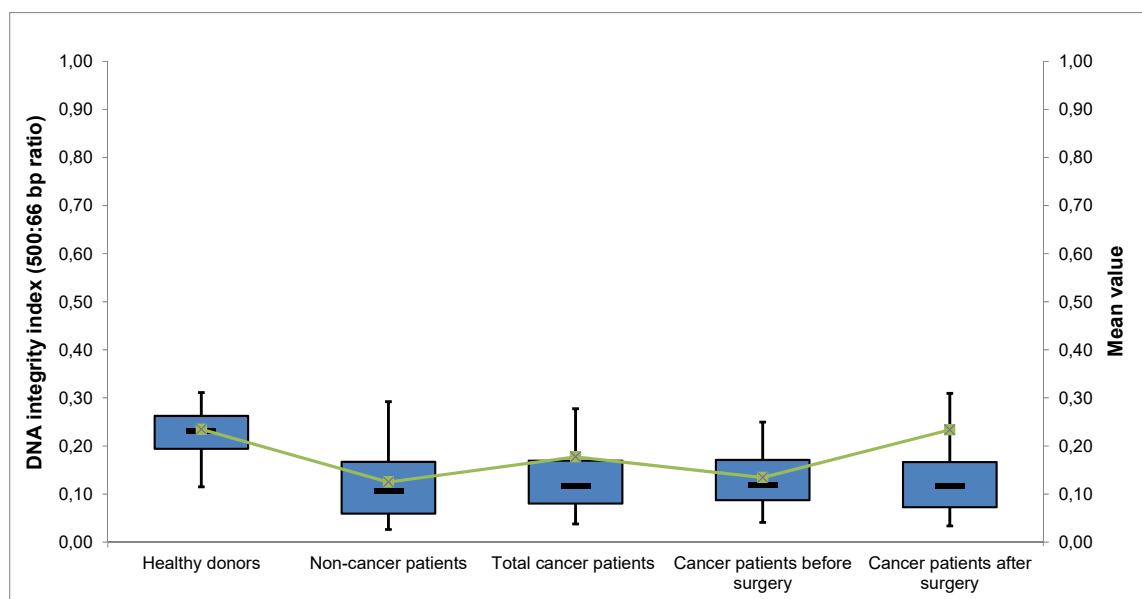 DNA integrity index (500:66 bp ratio)
1,00
0,90
0,80
0,70
0,60
0,50
0,40
0,30
0,20
0,10
0,00
1,00
0,90
0,80
0,70
0,60
0,50
0,40
0,30
0,20
0,10
0,00
Mean value
Healthy donors
Non-cancer patients
Total cancer patients
Cancer patients before
surgery
Cancer patients after
surgery